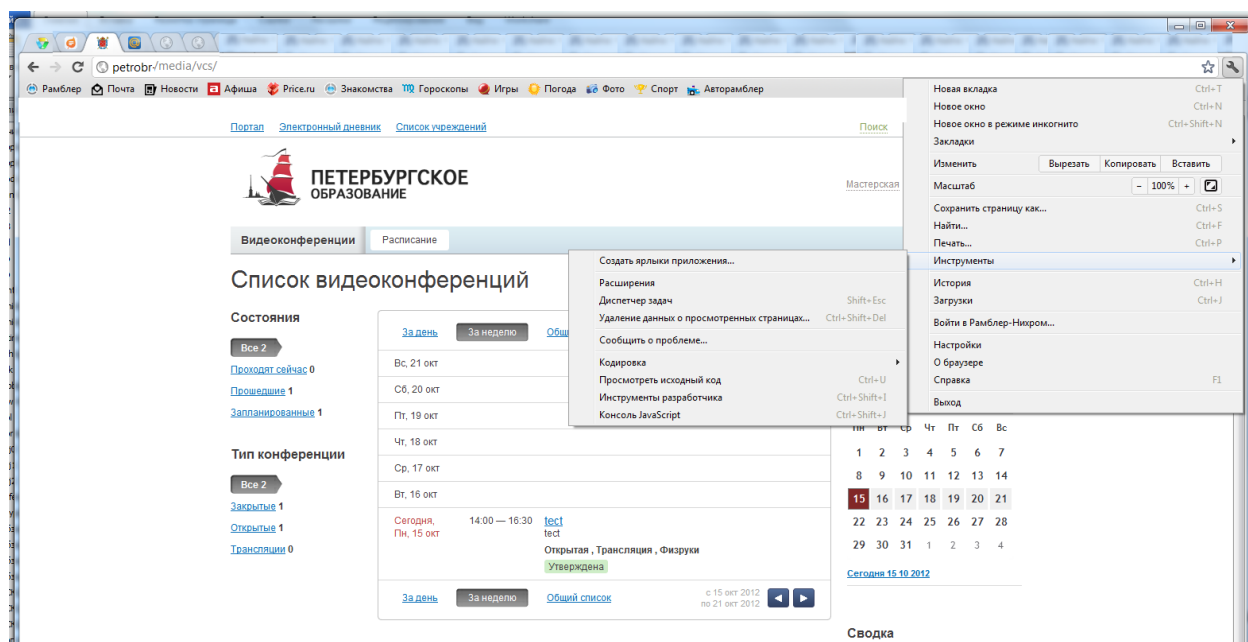 petrobr-/media/vcs/
Рамблер Почта Новости Афиша Price.ru Знакомства Гороскопы Игры Погода Фото Спорт Авторамблер
Портал Электронный дневник Список учреждений Поиск
ПЕТЕРБУРГСКОЕ
ОБРАЗОВАНИЕ
Мастерская
Видеоконференции Расписание
Список видеоконференций
Состояния
Все 2
Проходят сейчас 0
Прошедшие 1
Запланированные 1
Тип конференции
Все 2
Закрытые 1
Открытые 1
Трансляции 0
За день За неделю
Вс, 21 окт
Сб, 20 окт
Пт, 19 окт
Чт, 18 окт
Ср, 17 окт
Вт, 16 окт
Сегодня, 14:00 — 16:30 тест
Пн, 15 окт тест
Открытая , Трансляция , Физруки
Утверждена
За день За неделю Общий список
с 15 окт 2012
по 21 окт 2012
Создать ярлыки приложения...
Расширения
Диспетчер задач Shift+Esc
Удаление данных о просмотренных страницах... Ctrl+Shift+Del
Сообщить о проблеме...
Кодировка
Просмотреть исходный код Ctrl+U
Инструменты разработчика Ctrl+Shift+I
Консоль JavaScript Ctrl+Shift+J
Новая вкладка Ctrl+T
Новое окно Ctrl+N
Новое окно в режиме инкогнито Ctrl+Shift+N
Закладки
Изменить Вырезать Копировать Вставить
Масштаб - 100% +
Сохранить страницу как... Ctrl+S
Найти... Ctrl+F
Печать... Ctrl+P
Инструменты
История Ctrl+H
Загрузки Ctrl+J
Войти в Рамблер-Нихром...
Настройки
О браузере
Справка F1
Выход
Пн Вт Ср Чт Пт Сб Вс
1 2 3 4 5 6 7
8 9 10 11 12 13 14
15 16 17 18 19 20 21
22 23 24 25 26 27 28
29 30 31 1 2 3 4
Сегодня 15 10 2012
Сводка